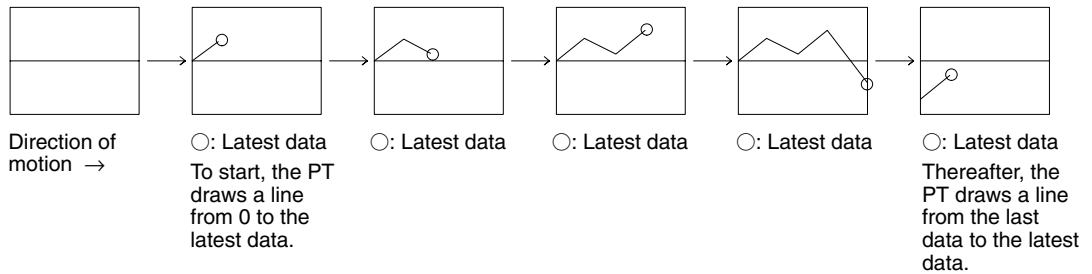 Direction of
motion →
○: Latest data
To start, the PT
draws a line
from 0 to the
latest data.
○: Latest data
○: Latest data
○: Latest data
○: Latest data
Thereafter, the
PT draws a line
from the last
data to the latest
data.